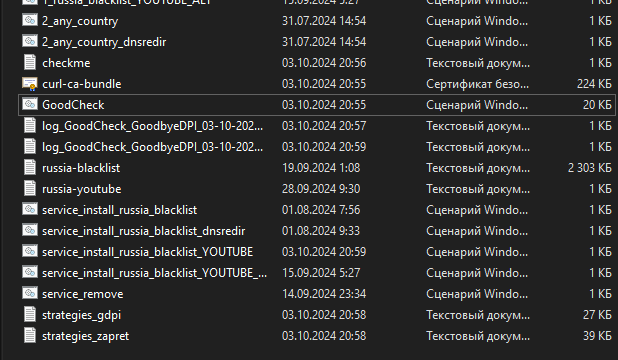 1_russia_blacklist_YOUTUBE_ALT 15.09.2024 5:27 Сценарий Windo... 1 КБ
2_any_country 31.07.2024 14:54 Сценарий Windo... 1 КБ
2_any_country_dnsredir 31.07.2024 14:54 Сценарий Windo... 1 КБ
checkme 03.10.2024 20:56 Текстовый докум... 1 КБ
curl-ca-bundle 03.10.2024 20:55 Сертификат безо... 224 КБ
GoodCheck 03.10.2024 20:55 Сценарий Windo... 20 КБ
log_GoodCheck_GoodbyeDPI_03-10-202... 03.10.2024 20:57 Текстовый докум... 1 КБ
log_GoodCheck_GoodbyeDPI_03-10-202... 03.10.2024 20:59 Текстовый докум... 1 КБ
russia-blacklist 19.09.2024 1:08 Текстовый докум... 2 303 КБ
russia-youtube 28.09.2024 9:30 Текстовый докум... 1 КБ
service_install_russia_blacklist 01.08.2024 7:56 Сценарий Windo... 1 КБ
service_install_russia_blacklist_dnsredir 01.08.2024 9:33 Сценарий Windo... 1 КБ
service_install_russia_blacklist_YOUTUBE 03.10.2024 20:59 Сценарий Windo... 1 КБ
service_install_russia_blacklist_YOUTUBE_... 15.09.2024 5:27 Сценарий Windo... 1 КБ
service_remove 14.09.2024 23:34 Сценарий Windo... 1 КБ
strategies_gdpi 03.10.2024 20:58 Текстовый докум... 27 КБ
strategies_zapret 03.10.2024 20:58 Текстовый докум... 39 КБ